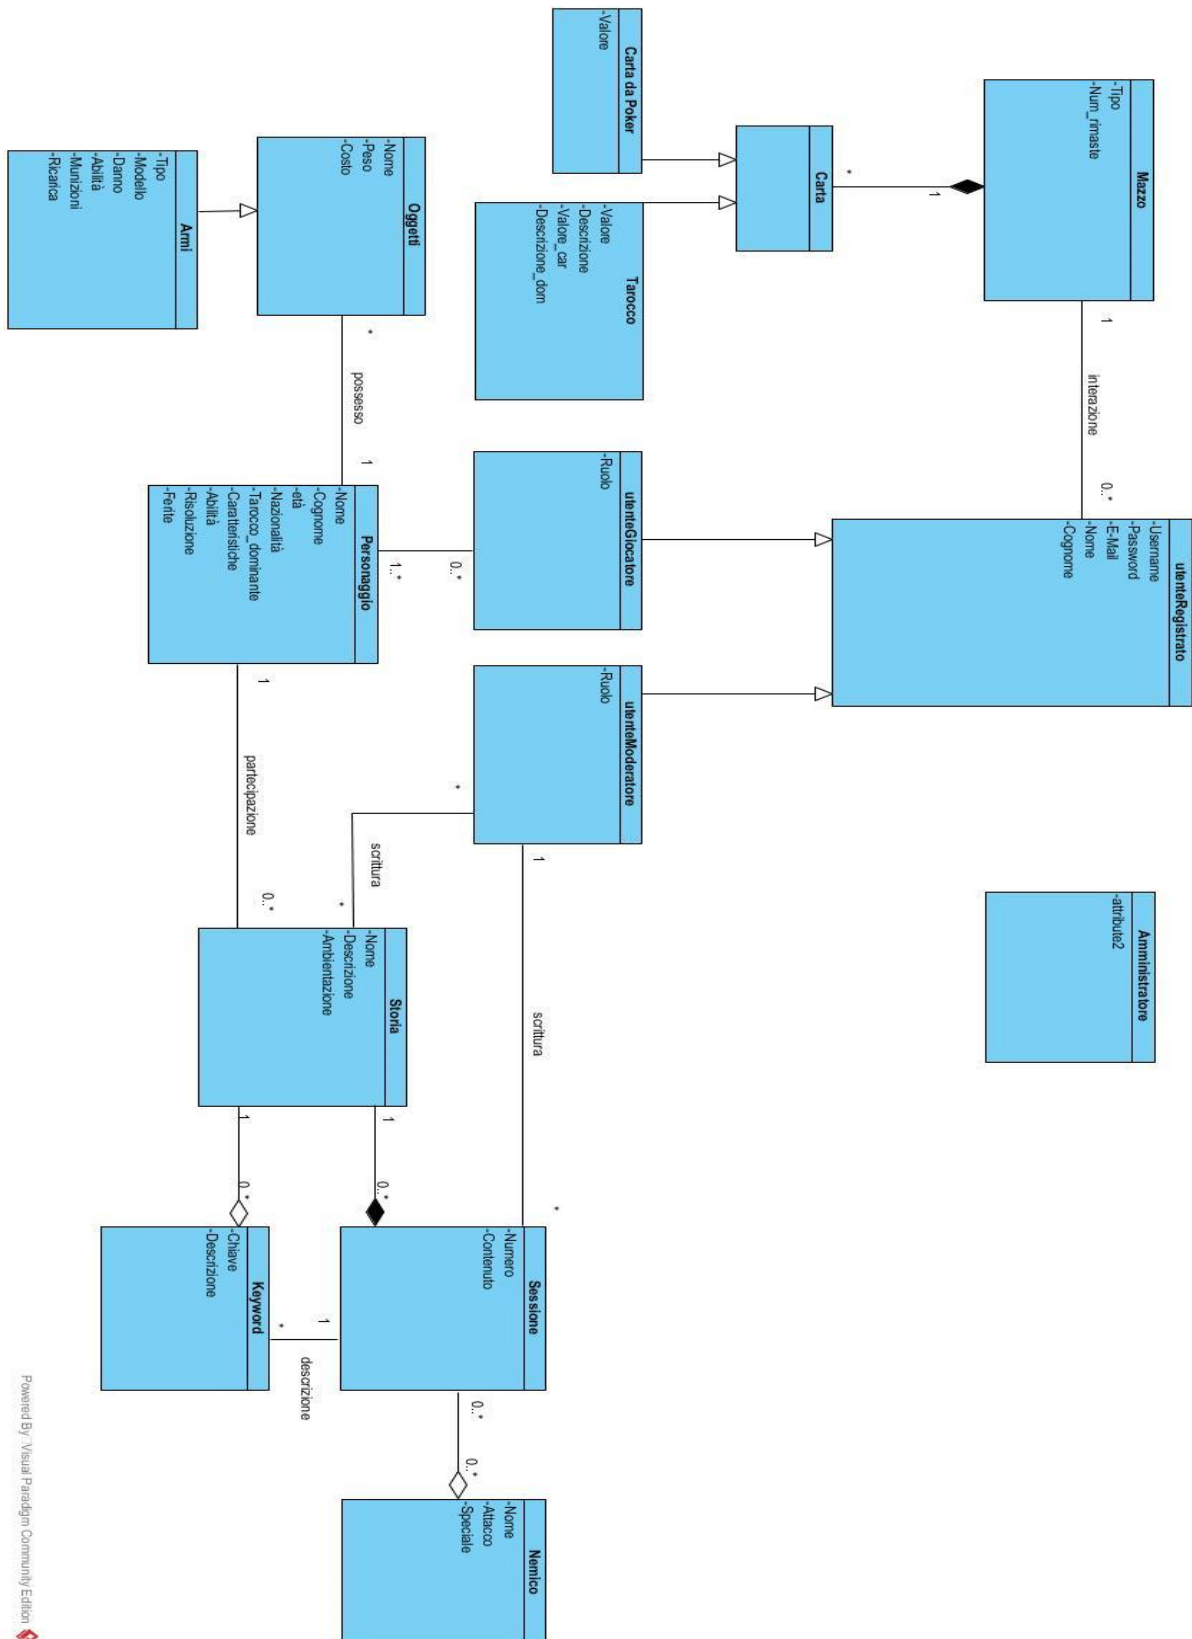 Mazzo
-Tipo
-Num_rimaste
1
interazione
0..*
utenteRegistrato
-Username
-Password
-E-Mail
-Nome
-Cognome
Amministratore
-attribute2
1
*
Carta
Carta da Poker
-Valore
Tarocco
-Valore
-Descrizione
-Valore_car
-Descrizione_dom
utenteGiocatore
-Ruolo
utenteModeratore
-Ruolo
1
scrittura
*
*
scrittura
*
0..*
1..*
Oggetti
-Nome
-Peso
-Costo
*
possesso
1
Armi
-Tipo
-Modello
-Danno
-Abilità
-Munizioni
-Ricarica
Personaggio
-Nome
-Cognome
-età
-Nazionalità
-Tarocco_dominante
-Caratteristiche
-Abilità
-Risoluzione
-Ferite
1
partecipazione
0..*
Storia
-Nome
-Descrizione
-Ambientazione
1
0..*
1
0..*
Sessione
-Numero
-Contenuto
1
descrizione
*
Keyword
-Chiave
-Descrizione
0..*
0..*
Nemico
-Nome
-Attacco
-Speciale
Powered By Visual Paradigm Community Edition